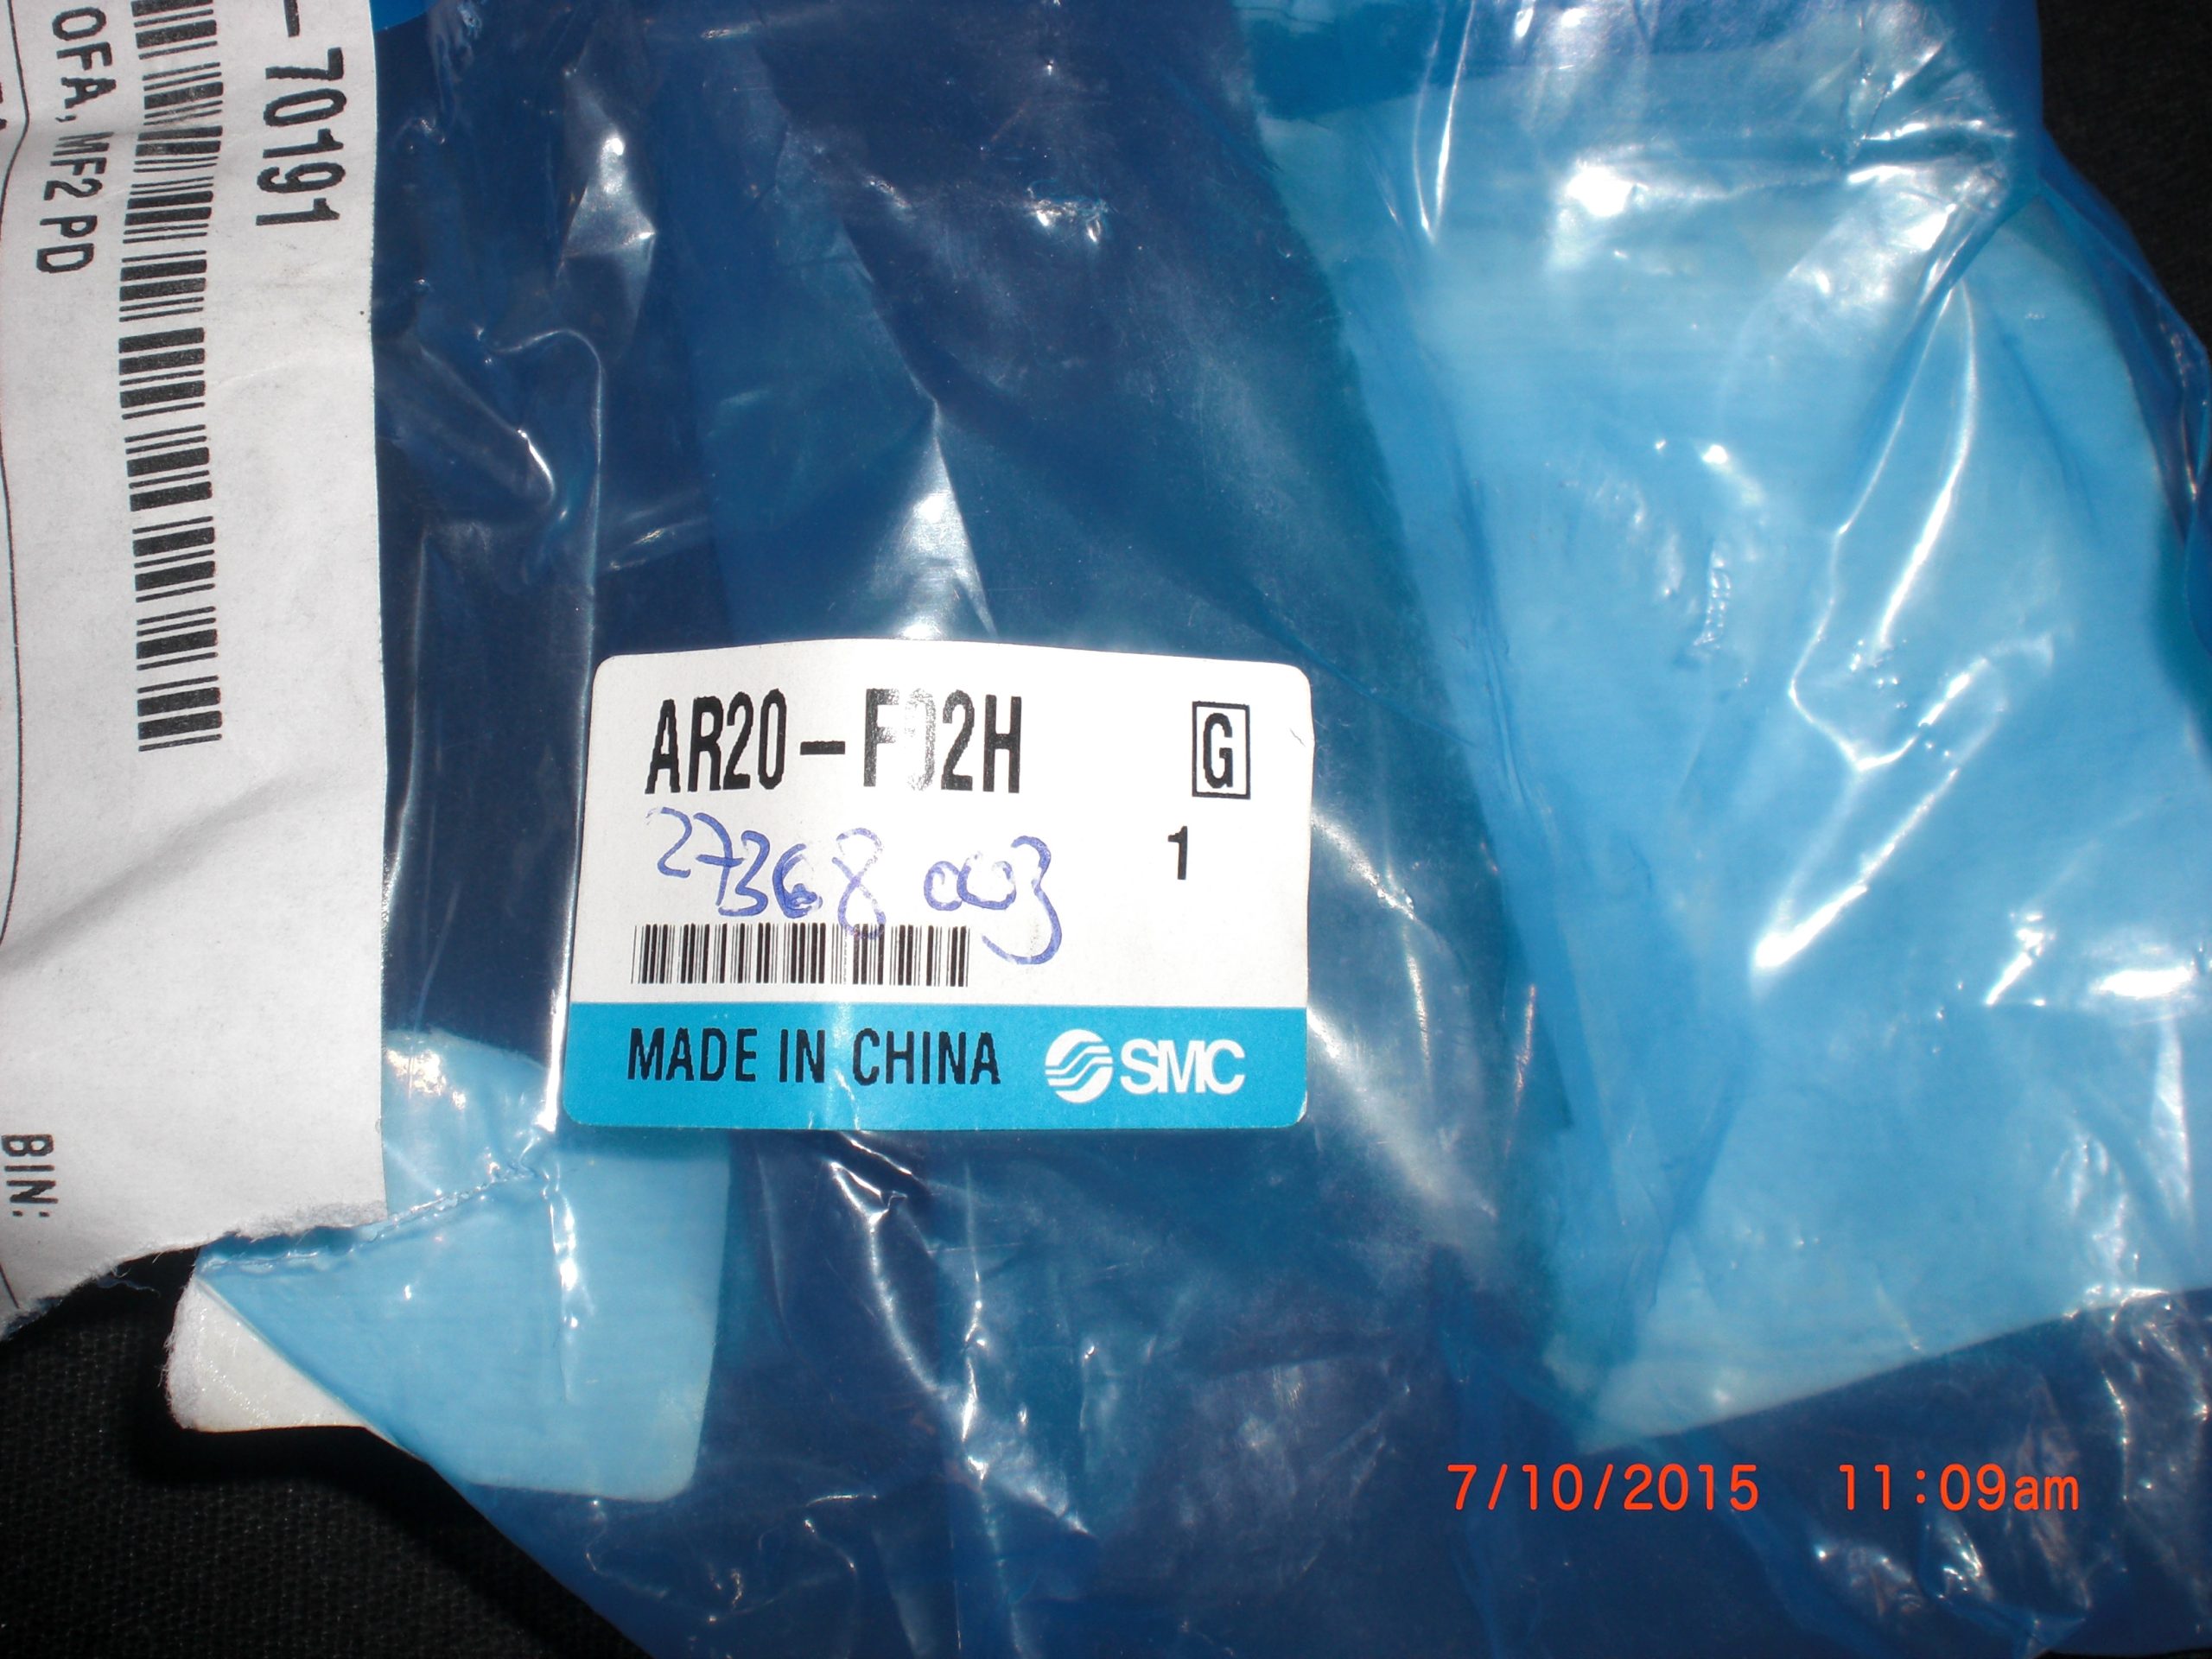 -70191
OFA, MF2 PD
BIN:
AR20-F02H
G
27368 003
1
MADE IN CHINA SMC
7/10/2015 11:09am